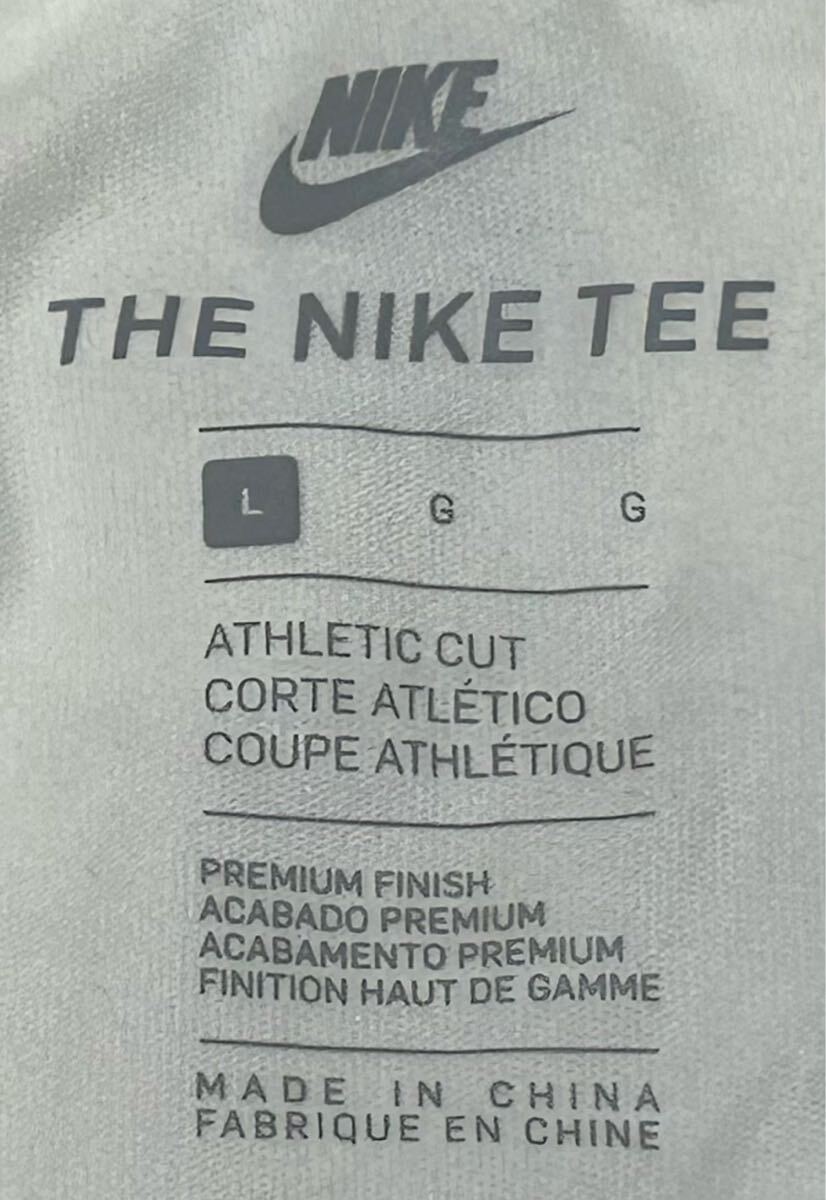 NIKE
THE NIKE TEE
L G G
ATHLETIC CUT
CORTE ATLÉTICO
COUPE ATHLÉTIQUE
PREMIUM FINISH
ACABADO PREMIUM
ACABAMENTO PREMIUM
FINITION HAUT DE GAMME
MADE IN CHINA
FABRIQUE EN CHINE